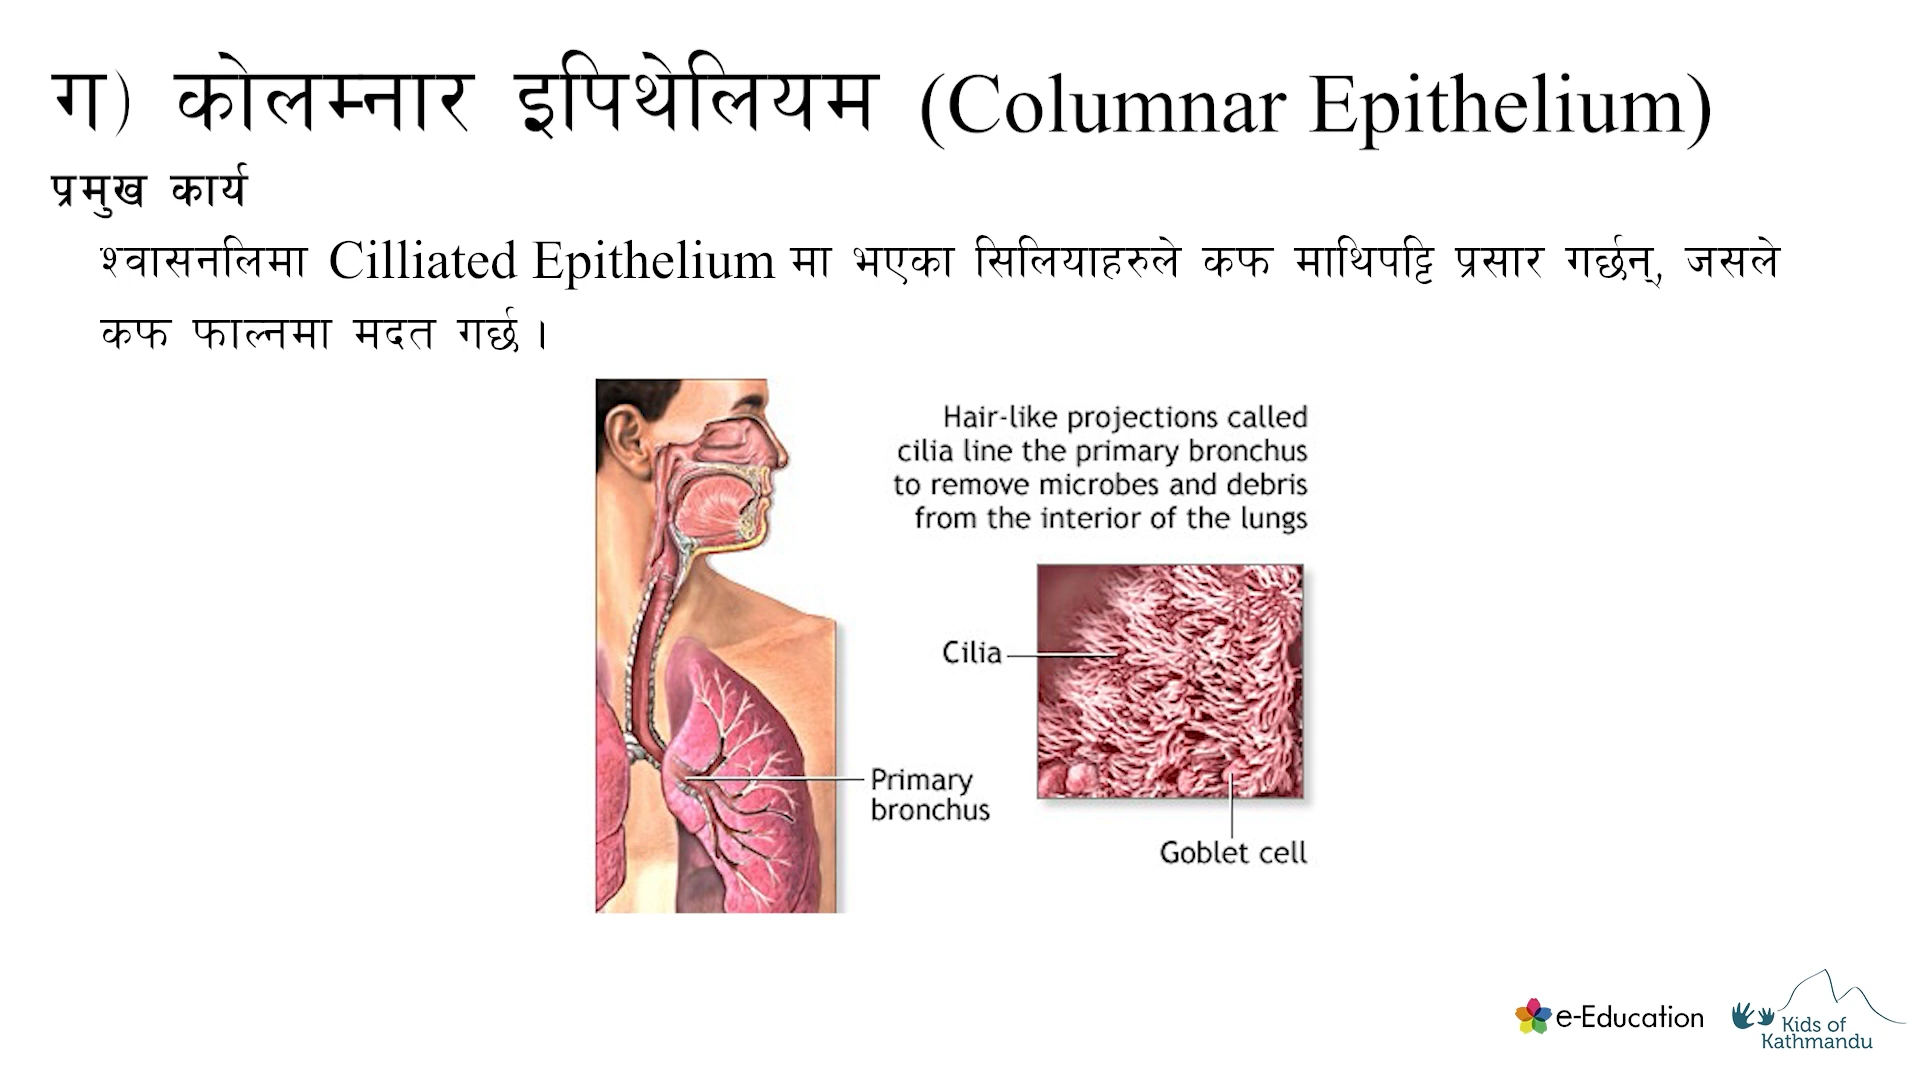 ग) कोलम्नार इपिथेलियम (Columnar Epithelium)
प्रमुख कार्य
श्वासनलिमा Cilliated Epithelium मा भएका सिलियाहरुले कफ माथिपट्टि प्रसार गर्छन्, जसले
कफ फाल्नमा मदत गर्छ ।
Hair-like projections called
cilia line the primary bronchus
to remove microbes and debris
from the interior of the lungs
Cilia
Primary
bronchus
Goblet cell
e-Education
Kids of
Kathmandu